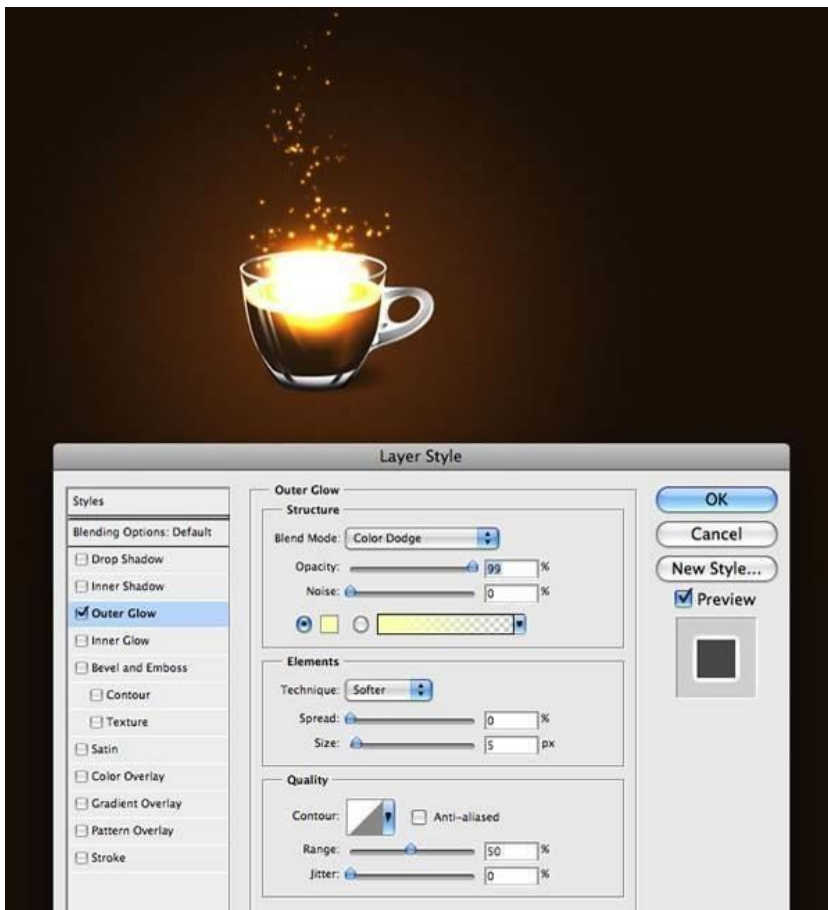 Layer Style
Styles
Blending Options: Default
Drop Shadow
Inner Shadow
Outer Glow
Inner Glow
Bevel and Emboss
Contour
Texture
Satin
Color Overlay
Gradient Overlay
Pattern Overlay
Stroke
Outer Glow
Structure
Blend Mode: Color Dodge
Opacity: 99 %
Noise: 0 %
Elements
Technique: Softer
Spread: 0 %
Size: 5 px
Quality
Contour: Anti-aliased
Range: 50 %
Jitter: 0 %
OK
Cancel
New Style...
Preview